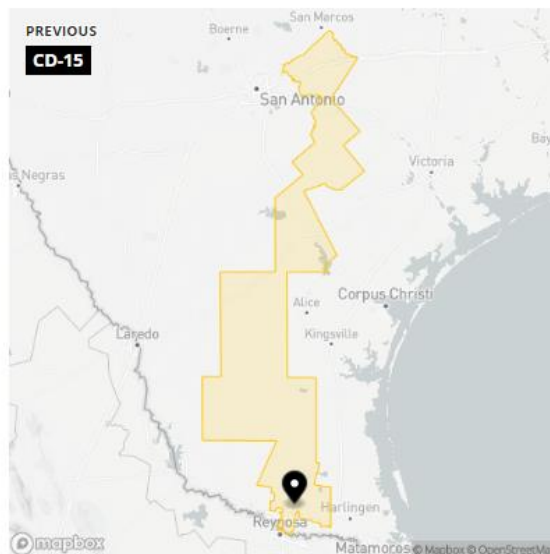 PREVIOUS
CD-15
San Marcos
Boerne
San Antonio
Victoria
Bay
as Negras
Alice
Corpus Christi
Laredo
Kingsville
Harlingen
Reynosa
Matamoros
mapbox
© Mapbox © OpenStreetMap